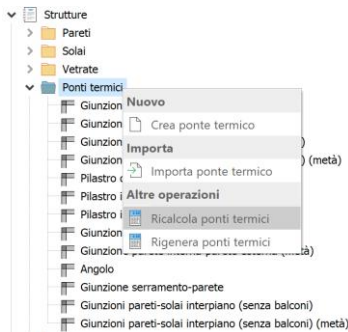 Strutture
Pareti
Solai
Vetrate
Ponti termici
Giunzion
Nuovo
Giunzion
Crea ponte termico
Giunzion )
Importa
Giunzion ) (metà)
Importa ponte termico
Pilastro
Altre operazioni
Pilastro i
Pilastro i
Ricalcola ponti termici
Giunzion
Rigenera ponti termici
Giunzione parete interna parete esterna (metà)
Angolo
Giunzione serramento-parete
Giunzioni pareti-solai interpiano (senza balconi)
Giunzioni pareti-solai interpiano (senza balconi) (metà)